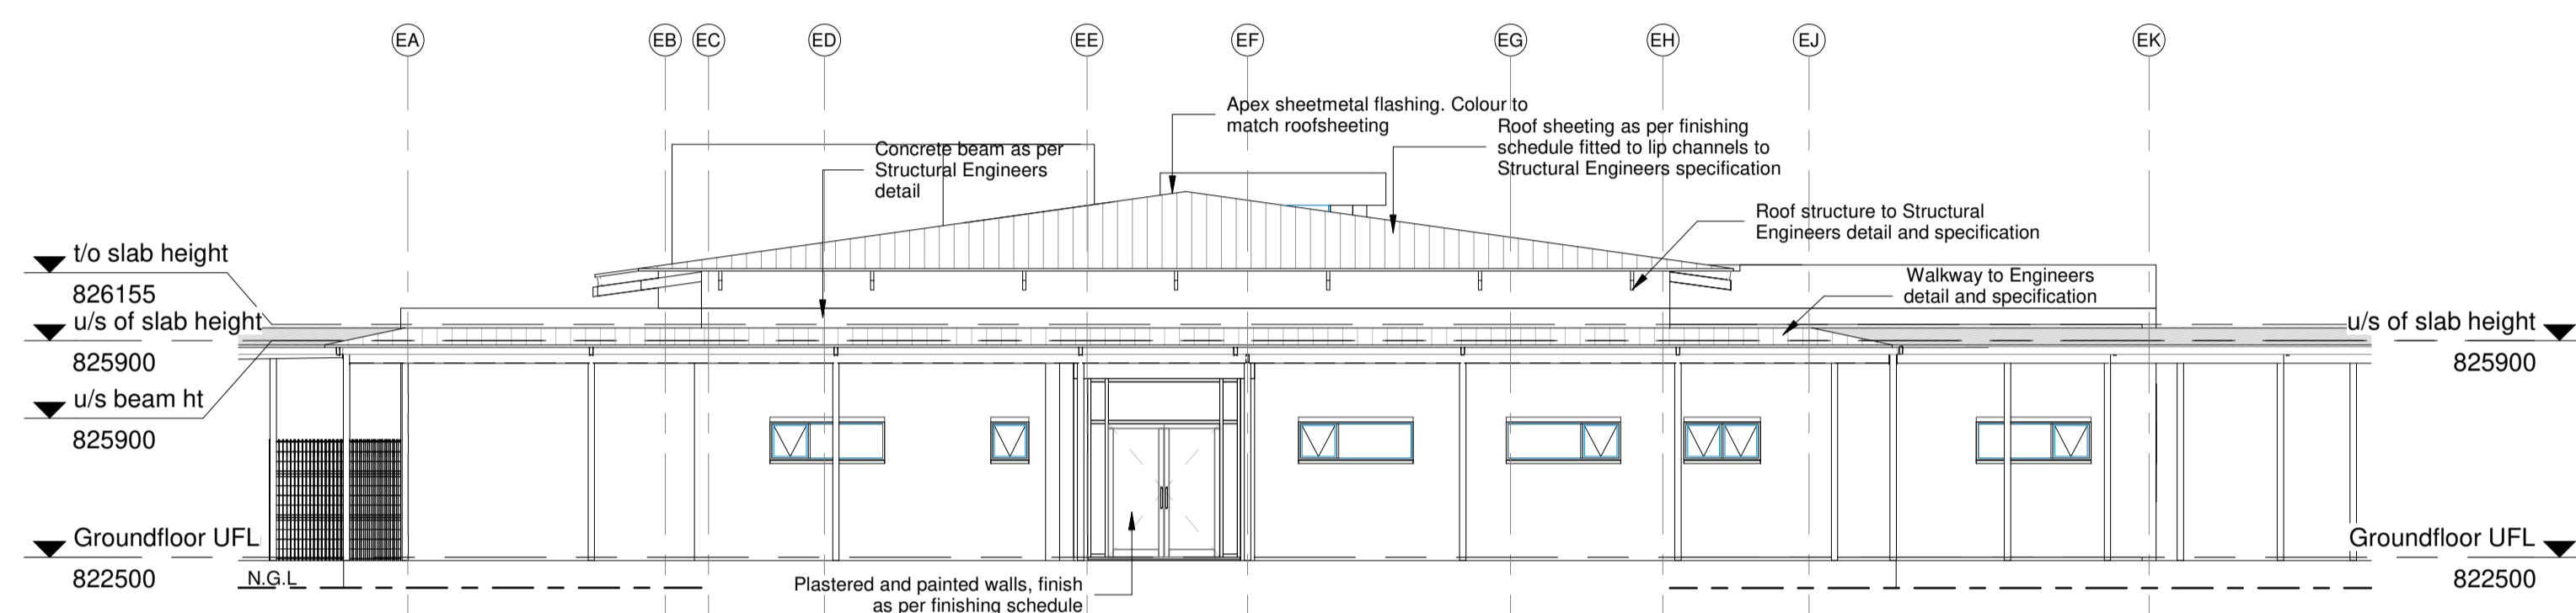 EA
EB
EC
ED
EE
EF
EG
EH
EJ
EK
Apex sheetmetal flashing. Colour to
match roofsheeting
Roof sheeting as per finishing
schedule fitted to lip channels to
Structural Engineers specification
Concrete beam as per
Structural Engineers
detail
Roof structure to Structural
Engineers detail and specification
Walkway to Engineers
detail and specification
t/o slab height
826155
u/s of slab height
825900
u/s beam ht
825900
Groundfloor UFL
822500
N.G.L
Plastered and painted walls, finish
as per finishing schedule
u/s of slab height
825900
Groundfloor UFL
822500